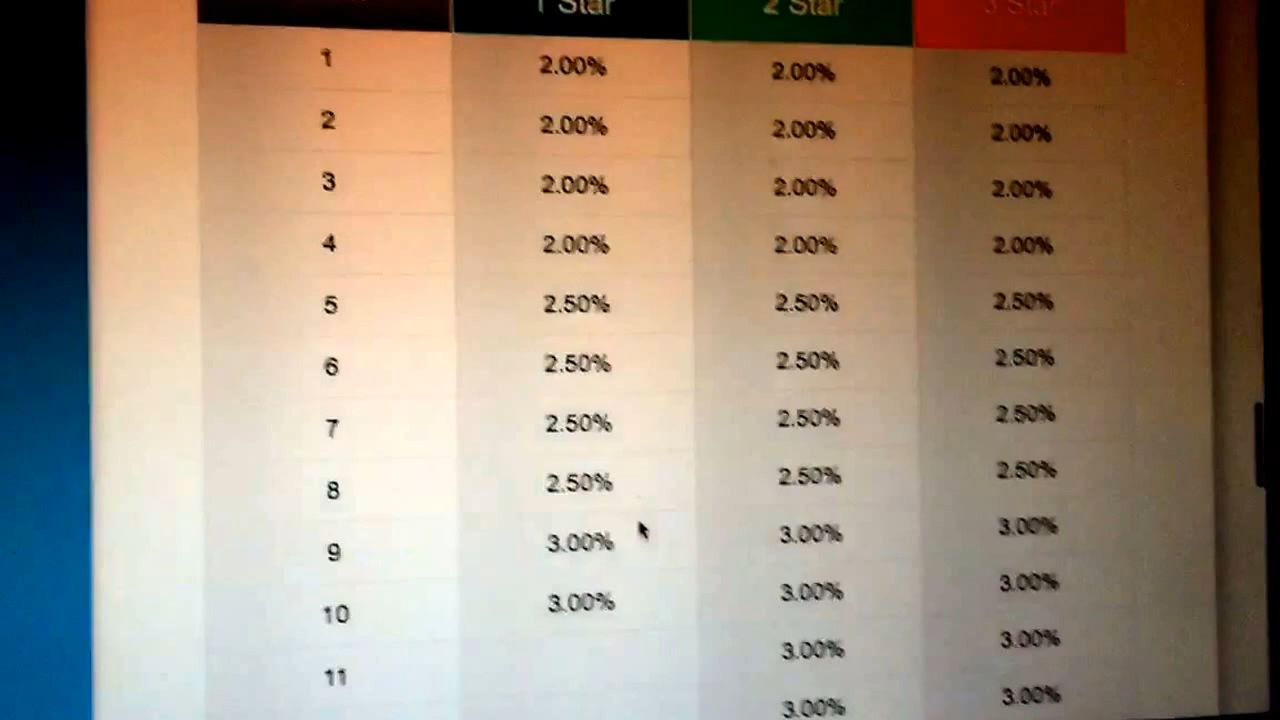 1 Star 2 Star 3 Star
1 2.00% 2.00% 2.00%
2 2.00% 2.00% 2.00%
3 2.00% 2.00% 2.00%
4 2.00% 2.00% 2.00%
5 2.50% 2.50% 2.50%
6 2.50% 2.50% 2.50%
7 2.50% 2.50% 2.50%
8 2.50% 2.50% 2.50%
9 3.00% 3.00% 3.00%
10 3.00% 3.00% 3.00%
11 3.00% 3.00%
3.00% 3.00%